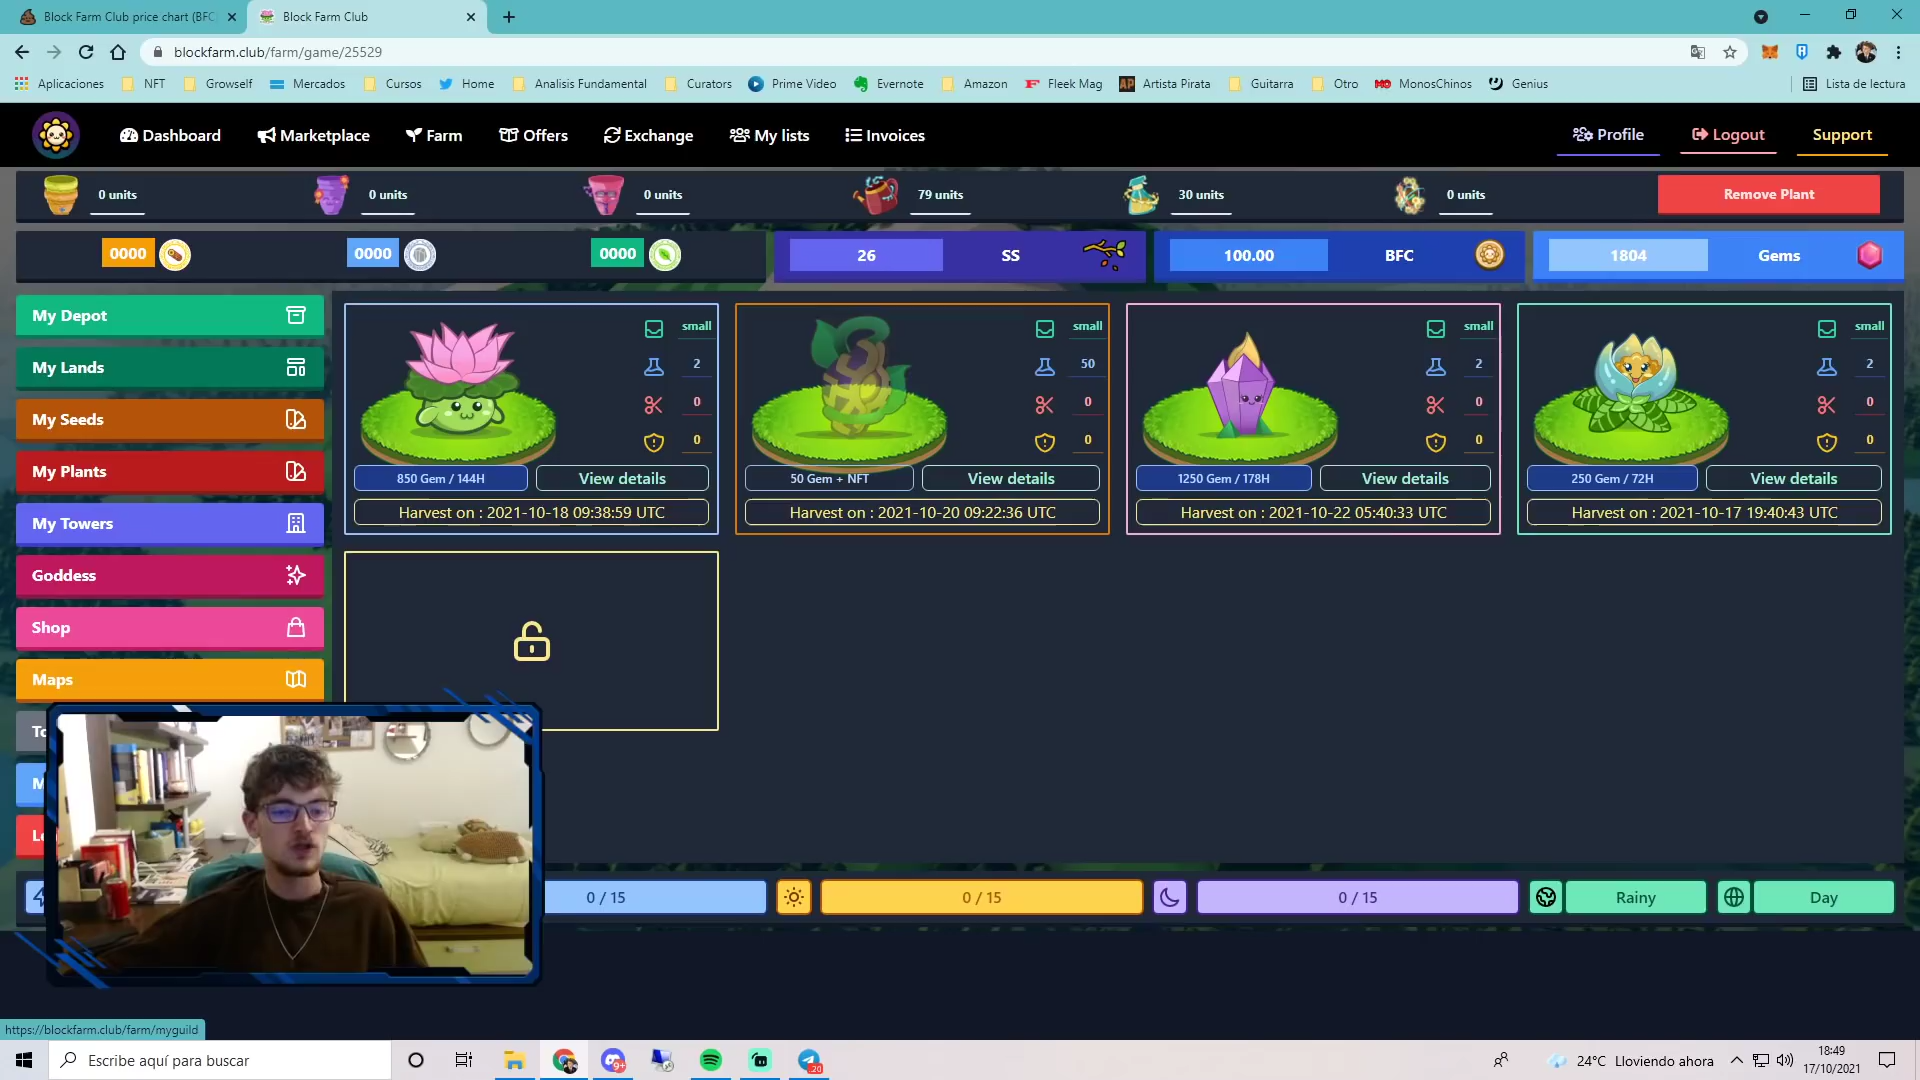 Block Farm Club price chart (BFC
Block Farm Club
blockfarm.club/farm/game/25529
Aplicaciones NFT Growself Mercados Cursos Home Analisis Fundamental Curators Prime Video Evernote Amazon Fleek Mag Artista Pirata Guitarra Otro MonosChinos Genius Lista de lectura
Dashboard Marketplace Farm Offers Exchange My lists Invoices Profile Logout Support
0 units 0 units 0 units 79 units 30 units 0 units Remove Plant
0000 0000 0000 26 SS 100.00 BFC 1804 Gems
My Depot
My Lands
My Seeds
My Plants
My Towers
Goddess
Shop
Maps
small
2
0
0
850 Gem / 144H View details
Harvest on : 2021-10-18 09:38:59 UTC
small
50
0
0
50 Gem + NFT View details
Harvest on : 2021-10-20 09:22:36 UTC
small
2
0
0
1250 Gem / 178H View details
Harvest on : 2021-10-22 05:40:33 UTC
small
2
0
0
250 Gem / 72H View details
Harvest on : 2021-10-17 19:40:43 UTC
0 / 15 0 / 15 0 / 15 Rainy Day
https://blockfarm.club/farm/myguild
Escribe aquí para buscar
24°C Lloviendo ahora
18:49
17/10/2021